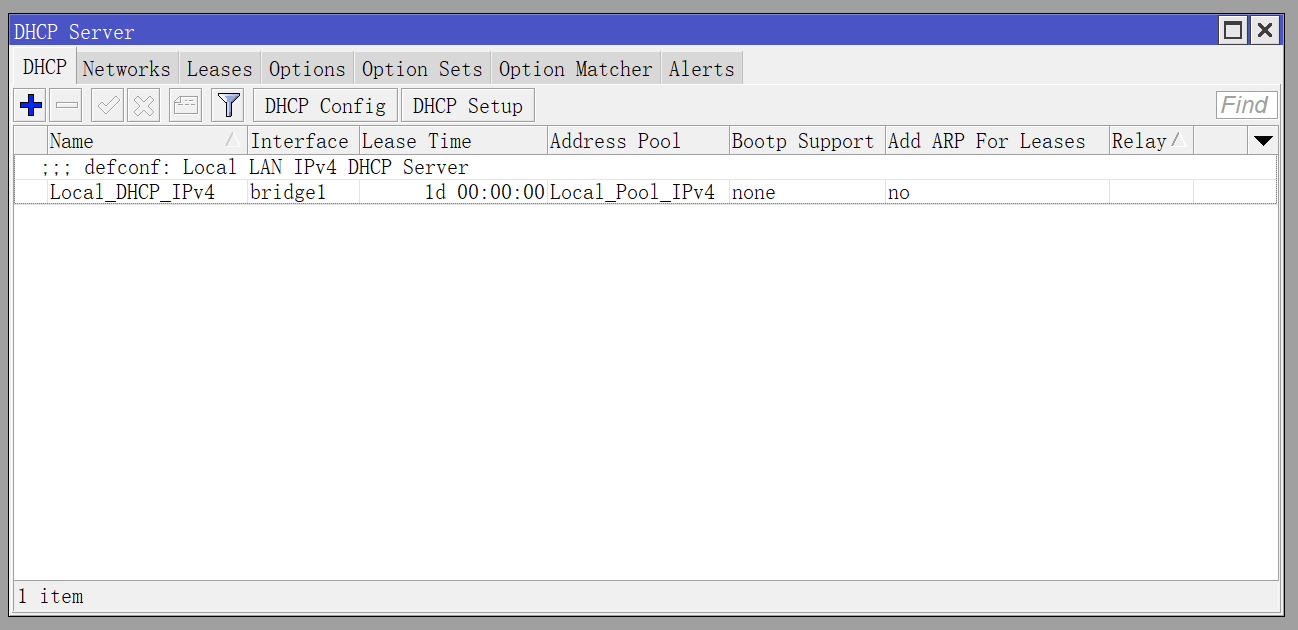 DHCP Server
DHCP Networks Leases Options Option Sets Option Matcher Alerts
DHCP Config DHCP Setup Find
Name Interface Lease Time Address Pool Bootp Support Add ARP For Leases Relay
;;; defconf: Local LAN IPv4 DHCP Server
Local_DHCP_IPv4 bridge1 1d 00:00:00 Local_Pool_IPv4 none no
1 item